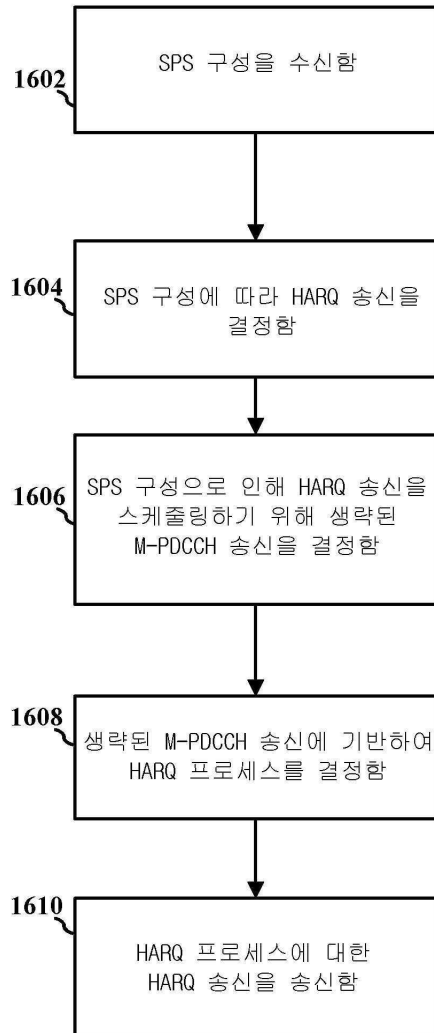 1602
SPS 구성을 수신함
1604
SPS 구성에 따라 HARQ 송신을
결정함
1606
SPS 구성으로 인해 HARQ 송신을
스케줄링하기 위해 생략된
M-PDCCH 송신을 결정함
1608
생략된 M-PDCCH 송신에 기반하여
HARQ 프로세스를 결정함
1610
HARQ 프로세스에 대한
HARQ 송신을 송신함